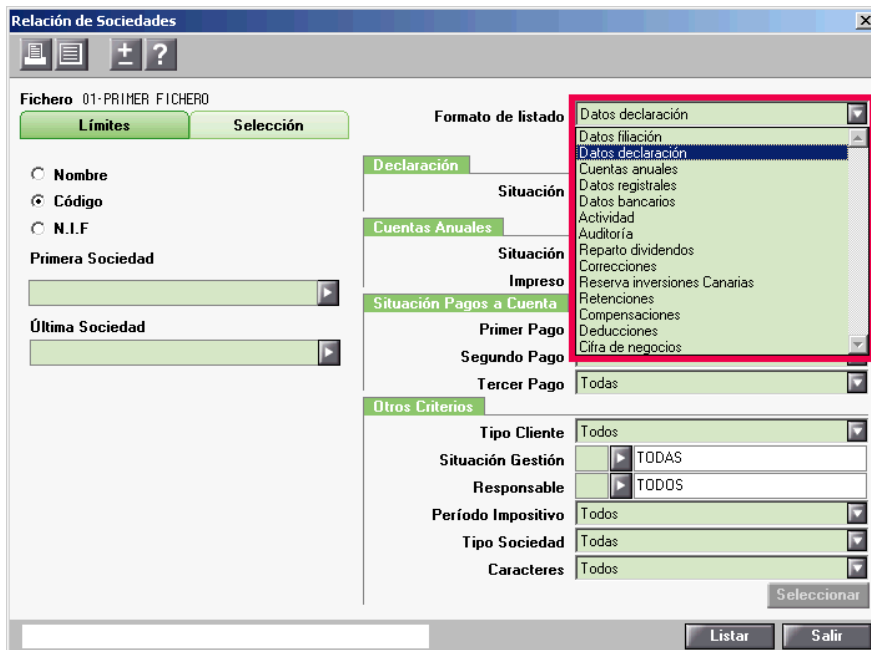 Relación de Sociedades
Fichero 01-PRIMER FICHERO
Límites Selección
Nombre
Código
N.I.F
Primera Sociedad
Última Sociedad
Formato de listado Datos declaración
Datos filiación
Datos declaración
Cuentas anuales
Datos registrales
Datos bancarios
Actividad
Auditoría
Reparto dividendos
Correcciones
Reserva inversiones Canarias
Retenciones
Compensaciones
Deducciones
Cifra de negocios
Declaración
Situación
Cuentas Anuales
Situación
Impreso
Situación Pagos a Cuenta
Primer Pago
Segundo Pago
Tercer Pago Todas
Otros Criterios
Tipo Cliente Todos
Situación Gestión TODAS
Responsable TODOS
Período Impositivo Todos
Tipo Sociedad Todas
Caracteres Todos
Seleccionar
Listar Salir